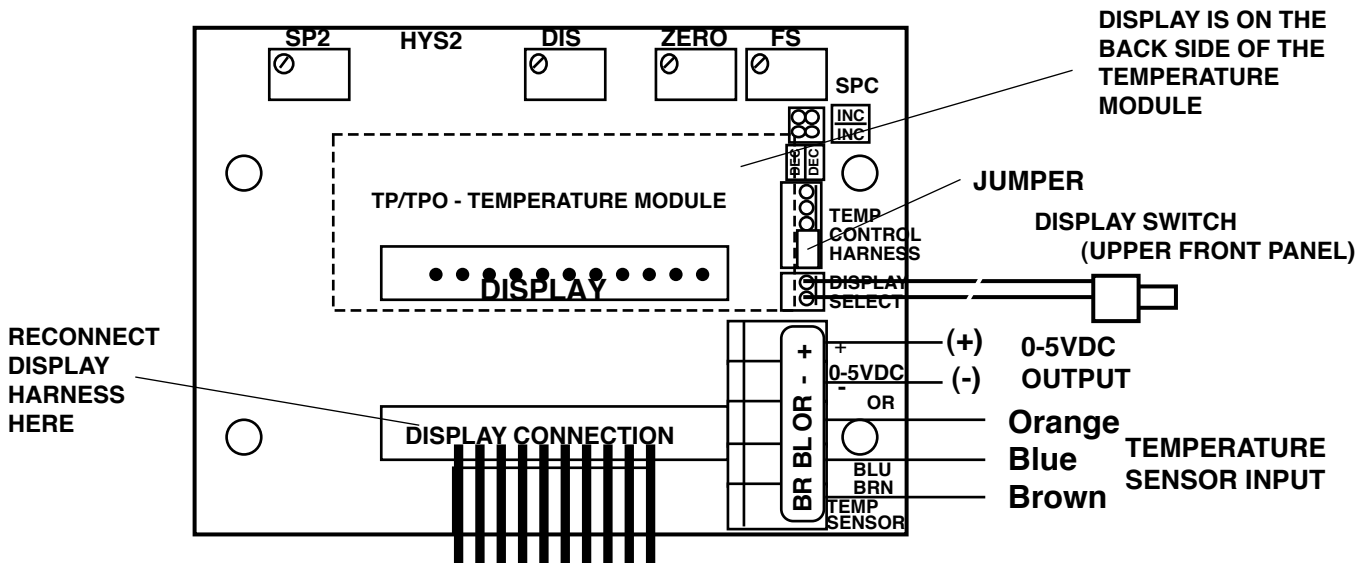 DISPLAY IS ON THE
BACK SIDE OF THE
TEMPERATURE
MODULE
SP2 HYS2 DIS ZERO FS
SPC
INC
INC
DEC
DEC
TP/TPO - TEMPERATURE MODULE
JUMPER
TEMP
CONTROL
HARNESS
DISPLAY SWITCH
(UPPER FRONT PANEL)
DISPLAY
DISPLAY
SELECT
RECONNECT
DISPLAY
HARNESS
HERE
BR BL OR - +
+
0-5VDC
-
(+) 0-5VDC
(-) OUTPUT
OR
Orange
DISPLAY CONNECTION
Blue
BLU
BRN
Brown
TEMPERATURE
SENSOR INPUT
TEMP
SENSOR